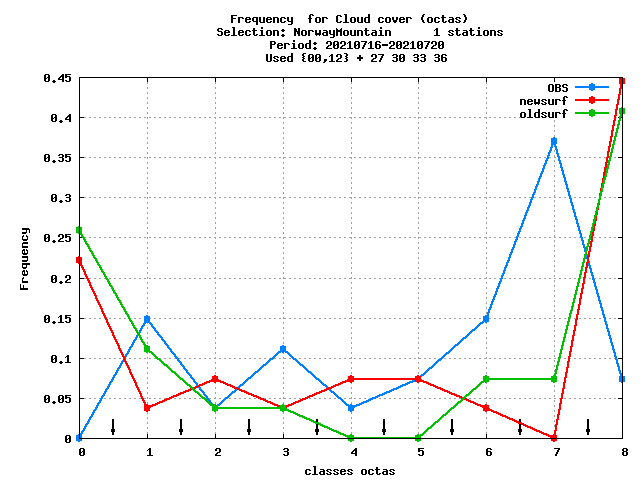 Frequency  for Cloud cover (octas)
Selection: NorwayMountain      1 stations
Period: 20210716-20210720
Used {00,12} + 27 30 33 36
OBS
newsurf
oldsurf
0.45
0.4
0.35
0.3
0.25
0.2
0.15
0.1
0.05
0
Frequency
0 1 2 3 4 5 6 7 8
classes octas